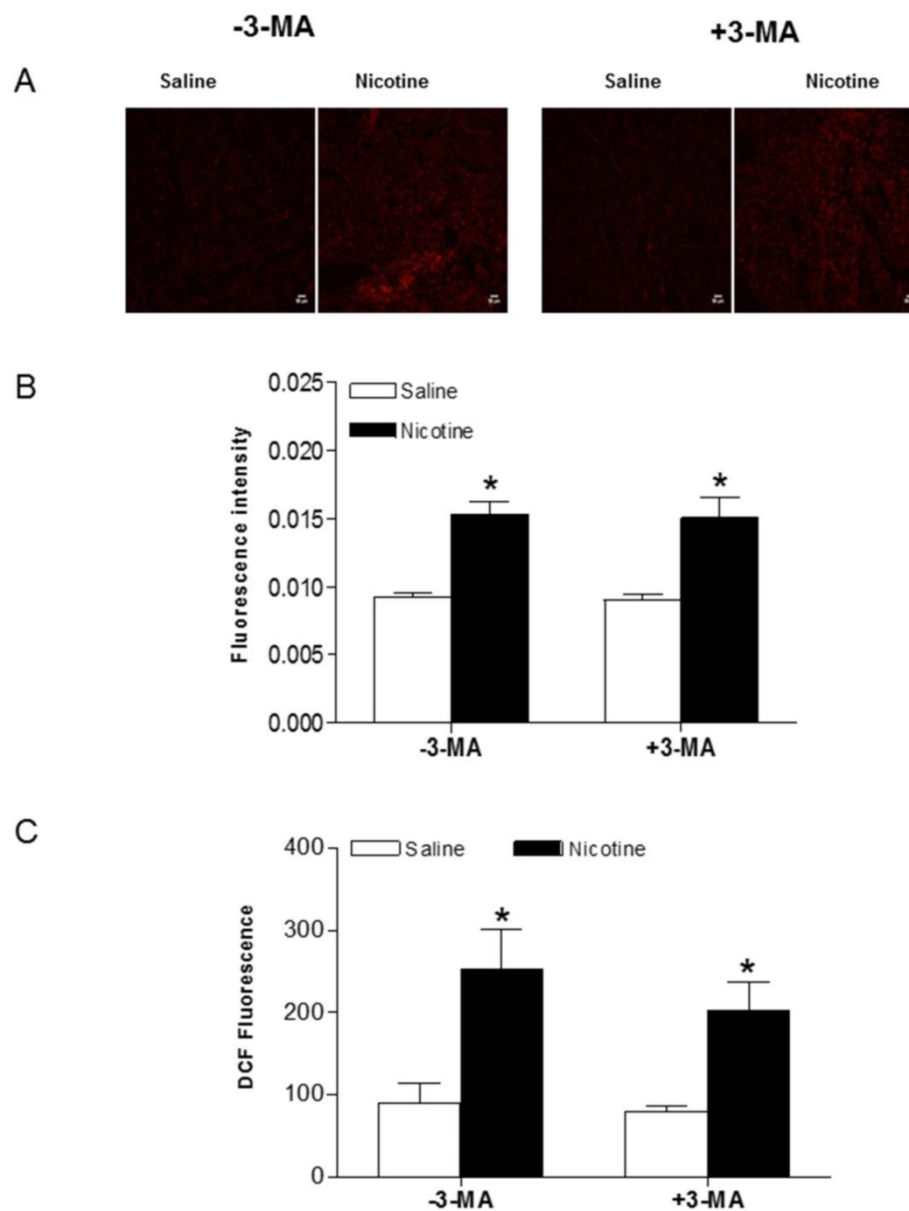 -3-MA +3-MA
A Saline Nicotine Saline Nicotine
B
0.025
0.020
0.015
0.010
0.005
0.000
Fluorescence intensity
Saline
Nicotine
* *
-3-MA +3-MA
C
400
300
200
100
0
DCF Fluorescence
Saline Nicotine
* *
-3-MA +3-MA